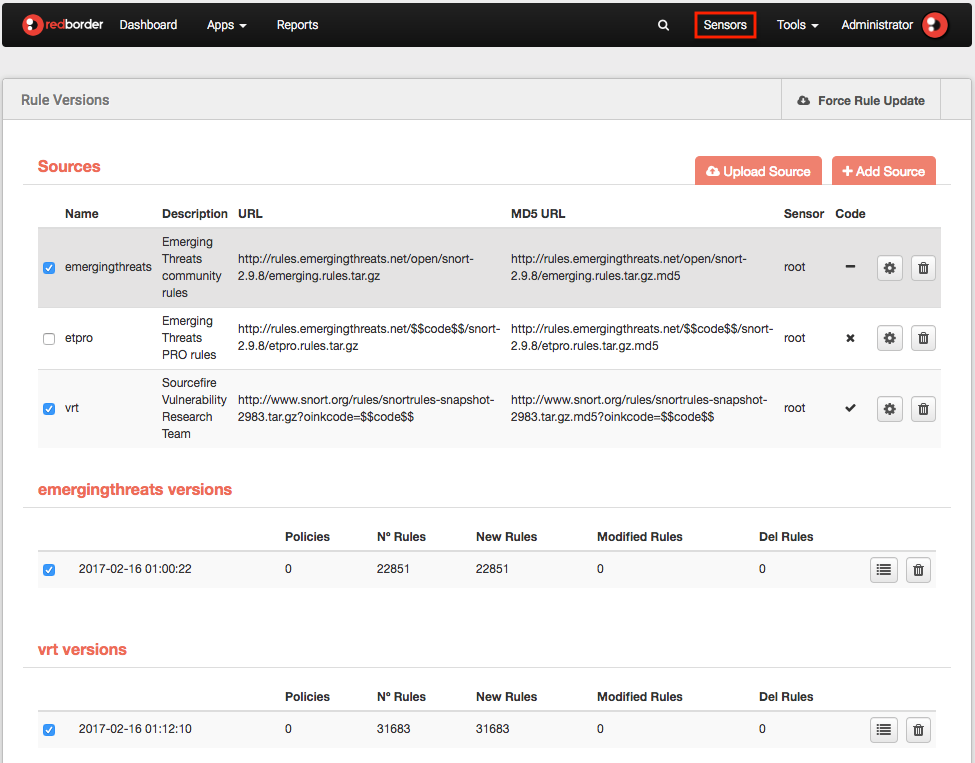 redborder Dashboard Apps Reports Sensors Tools Administrator
Rule Versions Force Rule Update
Sources Upload Source + Add Source
Name Description URL MD5 URL Sensor Code
emergingthreats
Emerging
Threats
community
rules
http://rules.emergingthreats.net/open/snort-
2.9.8/emerging.rules.tar.gz
http://rules.emergingthreats.net/open/snort-
2.9.8/emerging.rules.tar.gz.md5
root
etpro
Emerging
Threats
PRO rules
http://rules.emergingthreats.net/$$code$$/snort-
2.9.8/etpro.rules.tar.gz
http://rules.emergingthreats.net/$$code$$/snort-
2.9.8/etpro.rules.tar.gz.md5
root
vrt
Sourcefire
Vulnerability
Research
Team
http://www.snort.org/rules/snortrules-snapshot-
2983.tar.gz?oinkcode=$$code$$
http://www.snort.org/rules/snortrules-snapshot-
2983.tar.gz.md5?oinkcode=$$code$$
root
emergingthreats versions
Policies Nº Rules New Rules Modified Rules Del Rules
2017-02-16 01:00:22 0 22851 22851 0 0
vrt versions
Policies Nº Rules New Rules Modified Rules Del Rules
2017-02-16 01:12:10 0 31683 31683 0 0